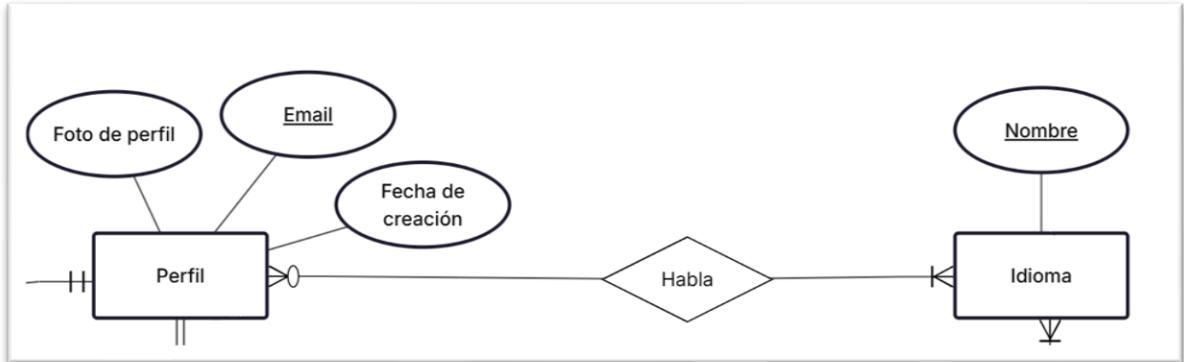 Foto de perfil
Email
Fecha de
creación
Nombre
Perfil
Habla
Idioma